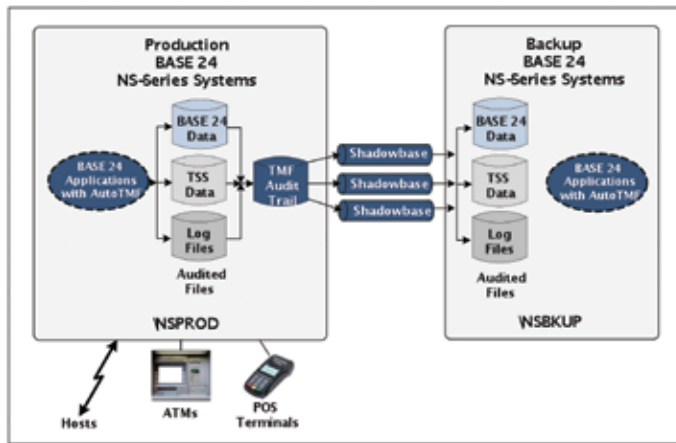 Production
BASE 24
NS-Series Systems
BASE 24
Data
BASE 24
Applications
with AutoTMF
TSS
Data
Log
Files
Audited
Files
TMF
Audit
Trail
\NSPROD
Shadowbase
Shadowbase
Shadowbase
Backup
BASE 24
NS-Series Systems
BASE 24
Data
TSS
Data
Log
Files
Audited
Files
BASE 24
Applications
with AutoTMF
\NSBKUP
Hosts
ATMs
POS
Terminals